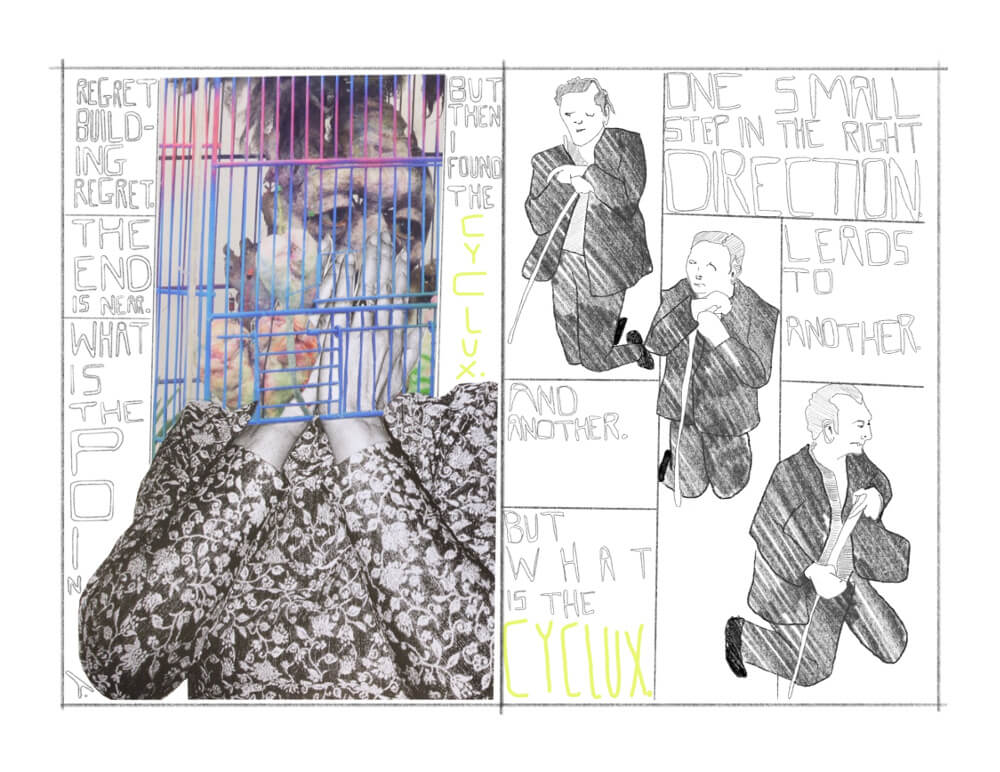 REGRET
BUILD-
ING
REGRET.
THE
END
IS NEAR.
WHAT
IS
THE
P
O
I
N
T.
BUT
THEN
I
FOUND
THE
C
Y
C
L
U
X.
ONE SMALL
STEP IN THE RIGHT
DIRECTION.
LEADS
TO
ANOTHER.
AND
ANOTHER.
BUT
WHAT
IS THE
CYCLUX.